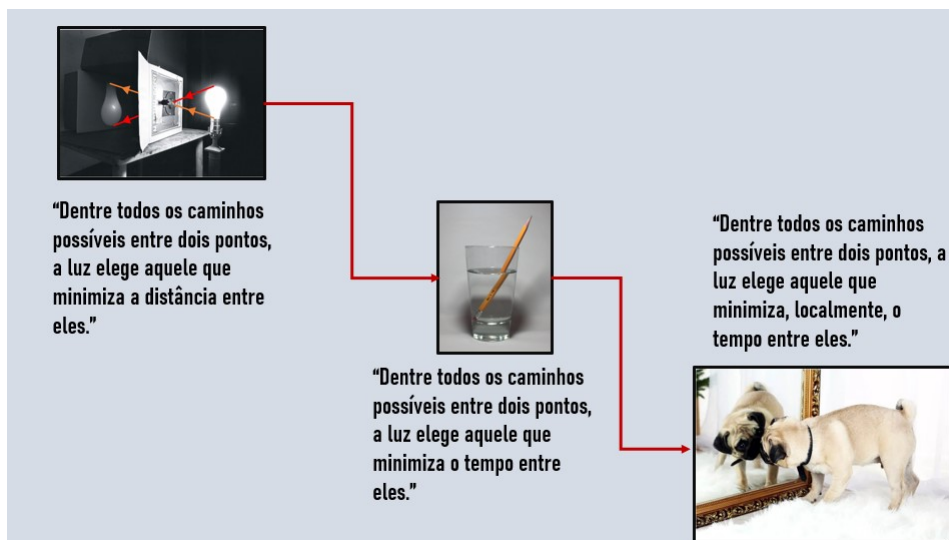 “Dentre todos os caminhos
possíveis entre dois pontos,
a luz elege aquele que
minimiza a distância entre
eles.”
“Dentre todos os caminhos
possíveis entre dois pontos,
a luz elege aquele que
minimiza o tempo entre
eles.”
“Dentre todos os caminhos
possíveis entre dois pontos, a
luz elege aquele que
minimiza, localmente, o
tempo entre eles.”